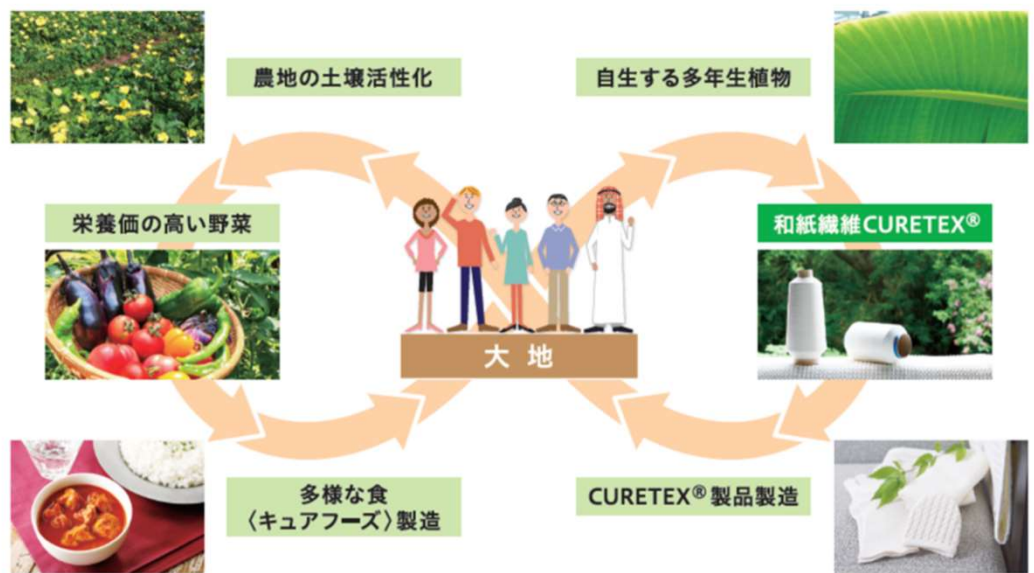 農地の土壌活性化
自生する多年生植物
栄養価の高い野菜
和紙繊維CURETEX®
大地
多様な食
〈キュアフーズ〉製造
CURETEX®製品製造